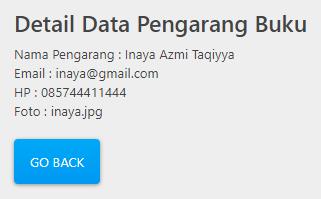 Detail Data Pengarang Buku
Nama Pengarang : Inaya Azmi Taqiyya
Email : inaya@gmail.com
HP : 085744411444
Foto : inaya.jpg
GO BACK